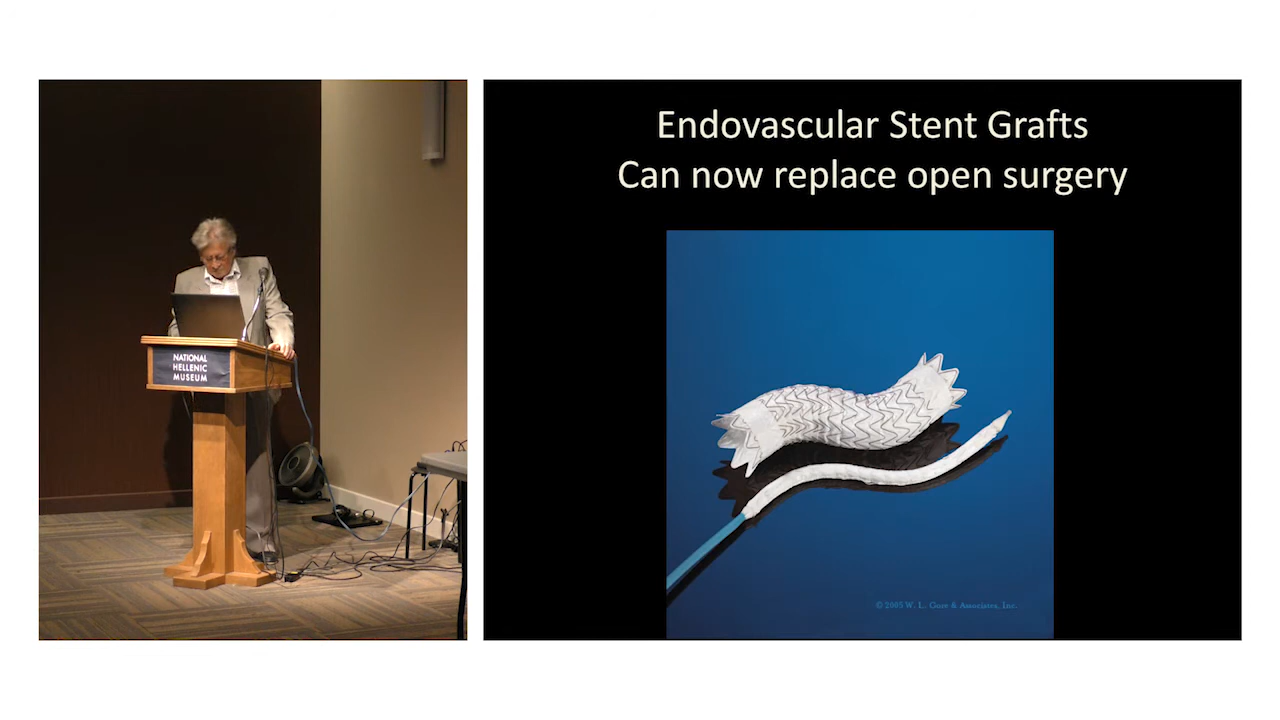 Endovascular Stent Grafts
Can now replace open surgery
NATIONAL
HELLENIC
MUSEUM
© 2005 W. L. Gore & Associates, Inc.